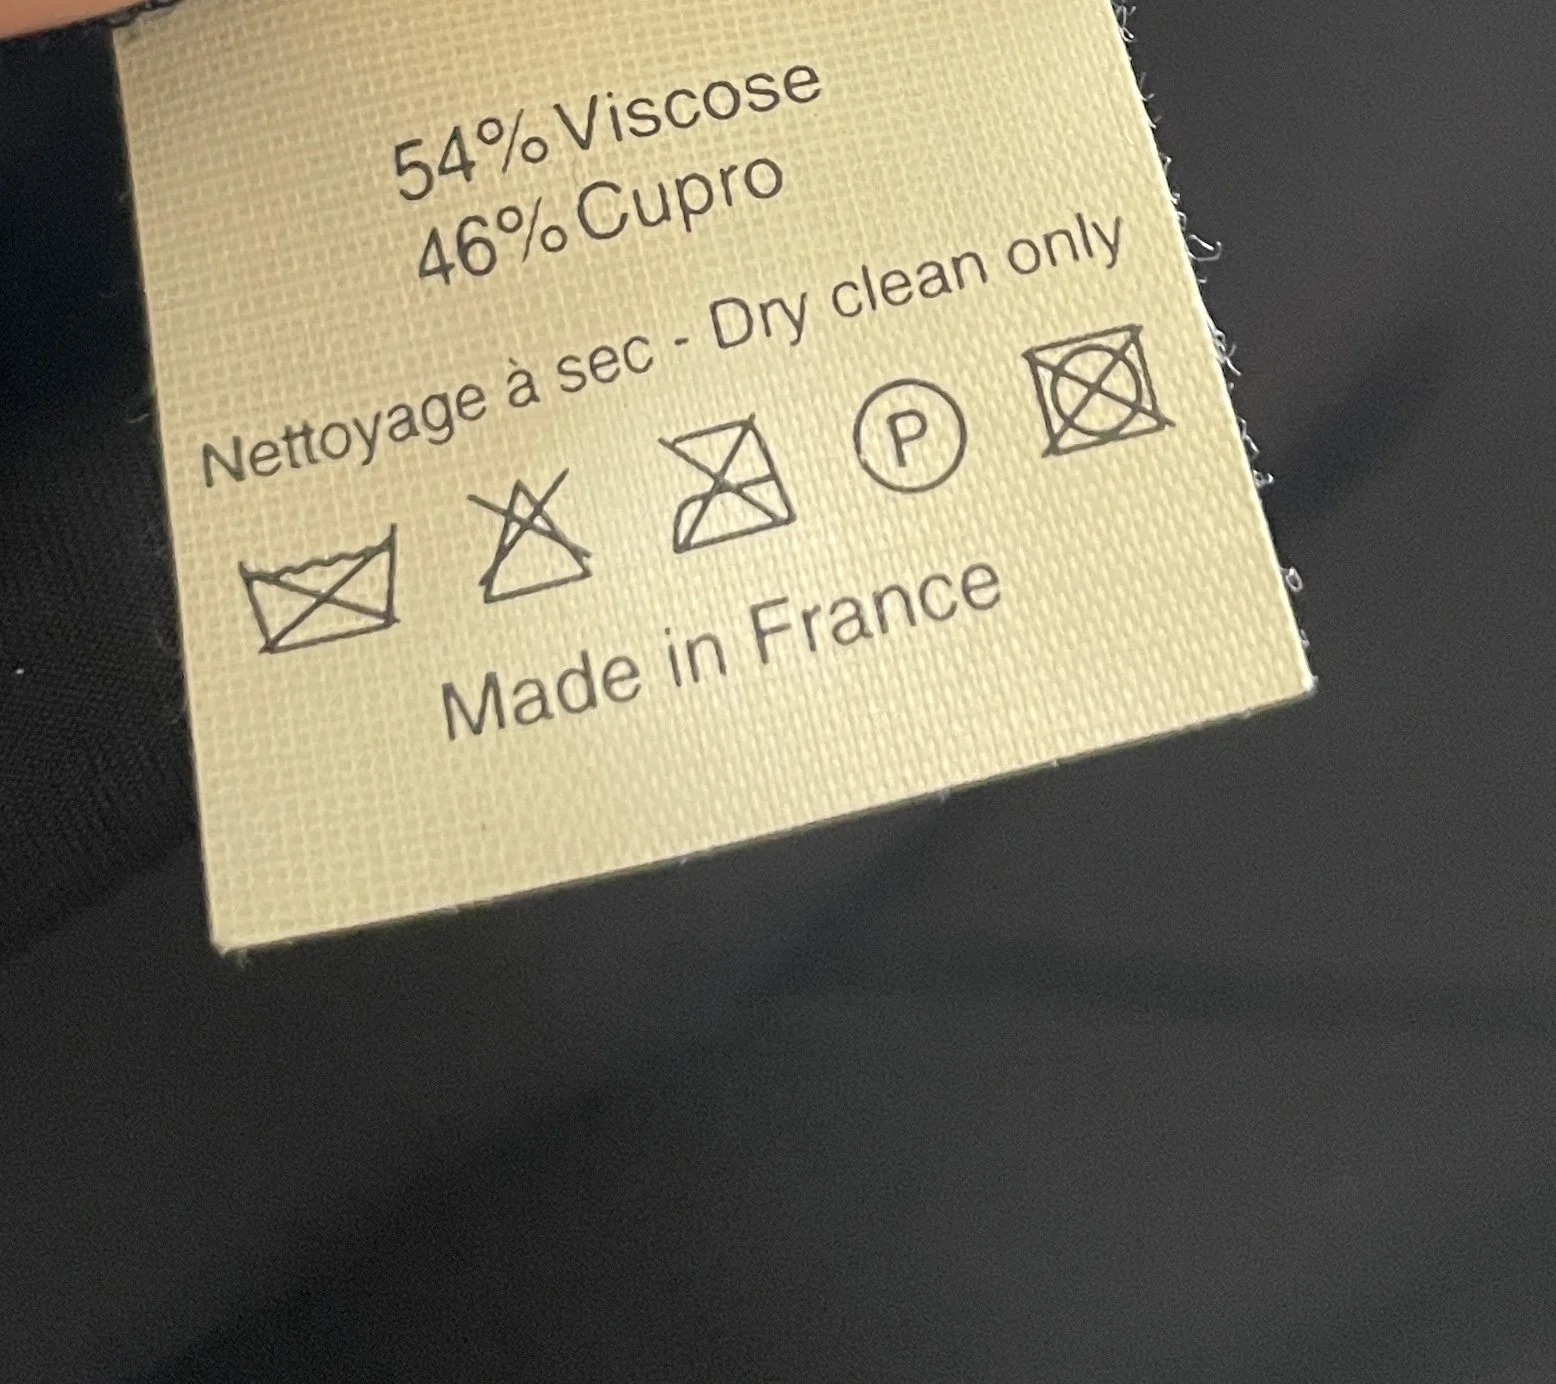 54% Viscose
46% Cupro
Nettoyage à sec - Dry clean only
P
Made in France